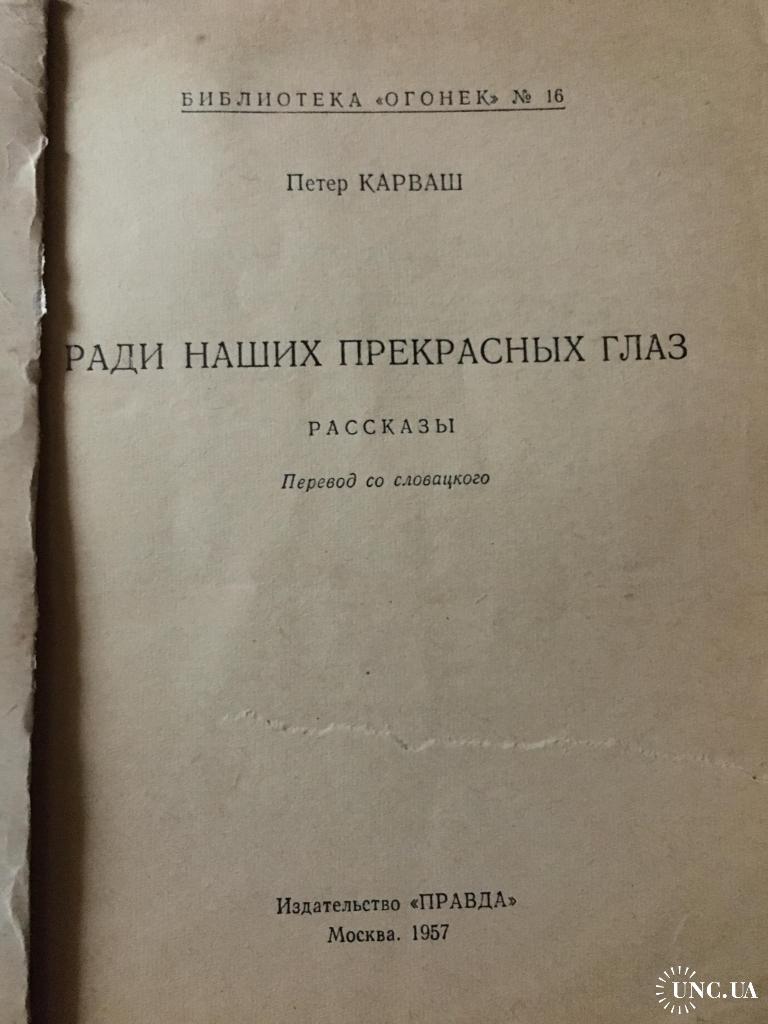 БИБЛИОТЕКА «ОГОНЕК» № 16
Петер КАРВАШ
РАДИ НАШИХ ПРЕКРАСНЫХ ГЛАЗ
РАССКАЗЫ
Перевод со словацкого
Издательство «ПРАВДА»
Москва. 1957
UNC.UA